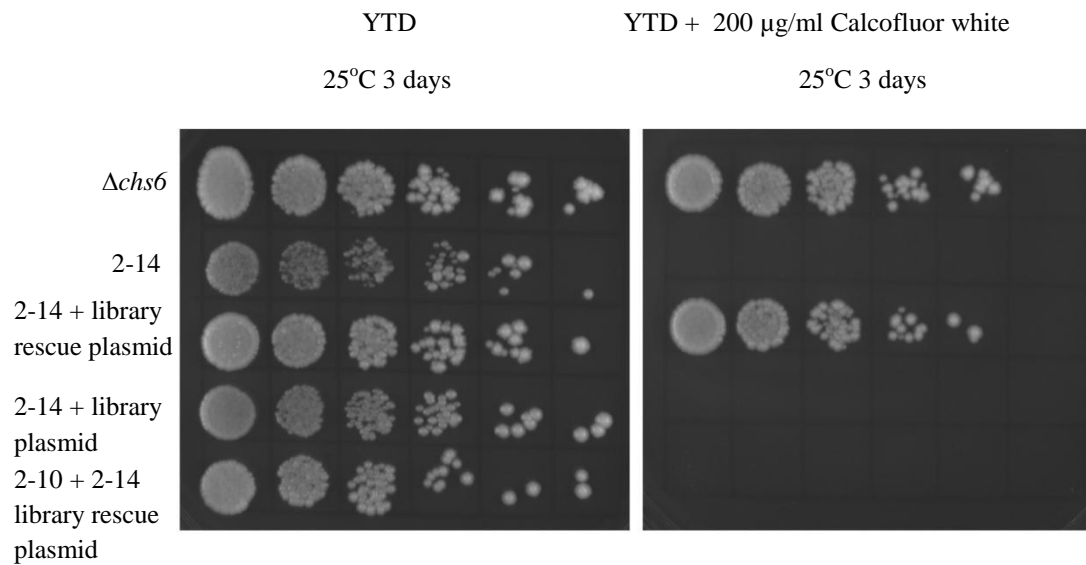 YTD
YTD + 200 µg/ml Calcofluor white
25°C 3 days
25°C 3 days
Δchs6
2-14
2-14 + library
rescue plasmid
2-14 + library
plasmid
2-10 + 2-14
library rescue
plasmid